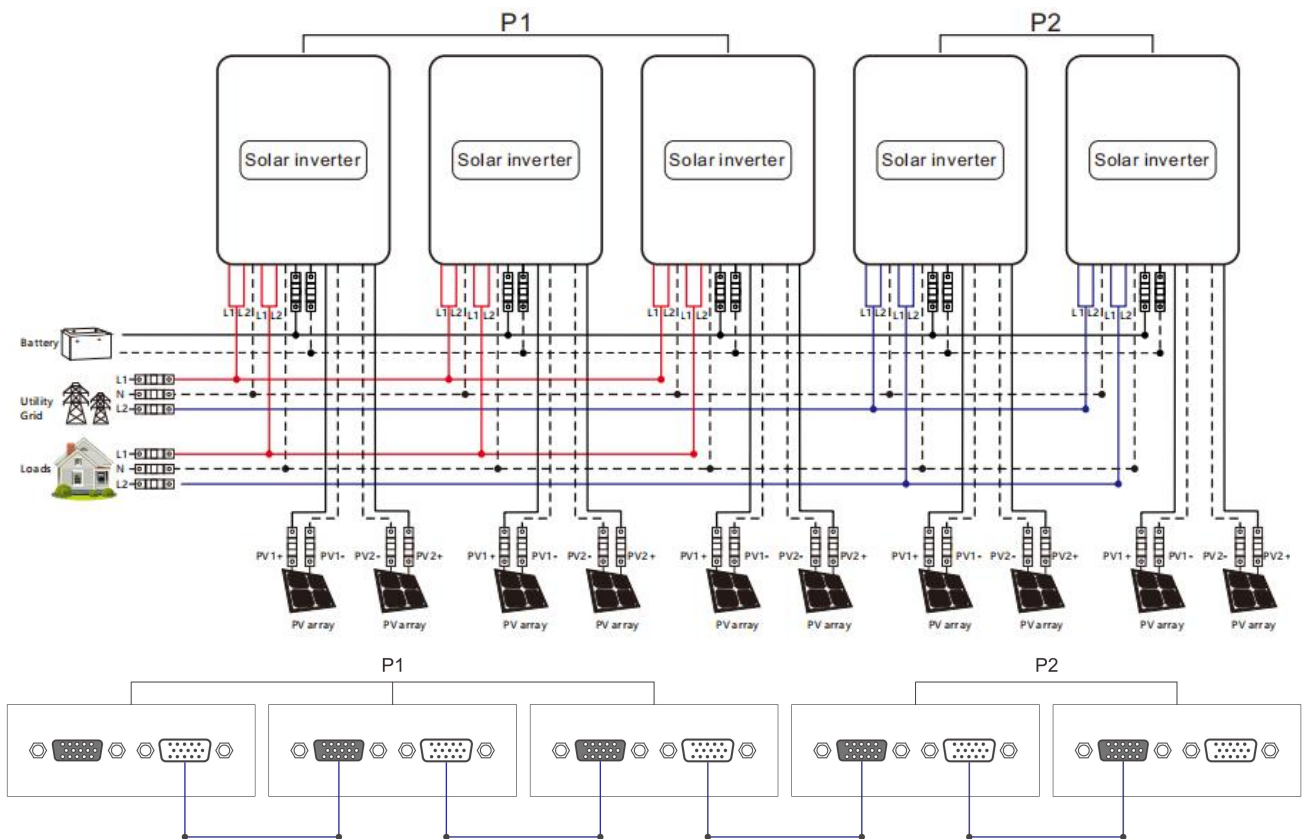 P1 P2
Solar inverter Solar inverter Solar inverter Solar inverter Solar inverter
L1 L2 L1 L2 L1 L2 L1 L2 L1 L2 L1 L2 L1 L2 L1 L2 L1 L2 L1 L2
Battery
L1
Utility
Grid
N
L2
L1
Loads N
L2
PV1+ PV1- PV2- PV2+ PV1+ PV1- PV2- PV2+ PV1+ PV1- PV2- PV2+ PV1+ PV1- PV2- PV2+ PV1+ PV1- PV2- PV2+
PV array PV array PV array PV array PV array PV array PV array PV array PV array PV array
P1 P2